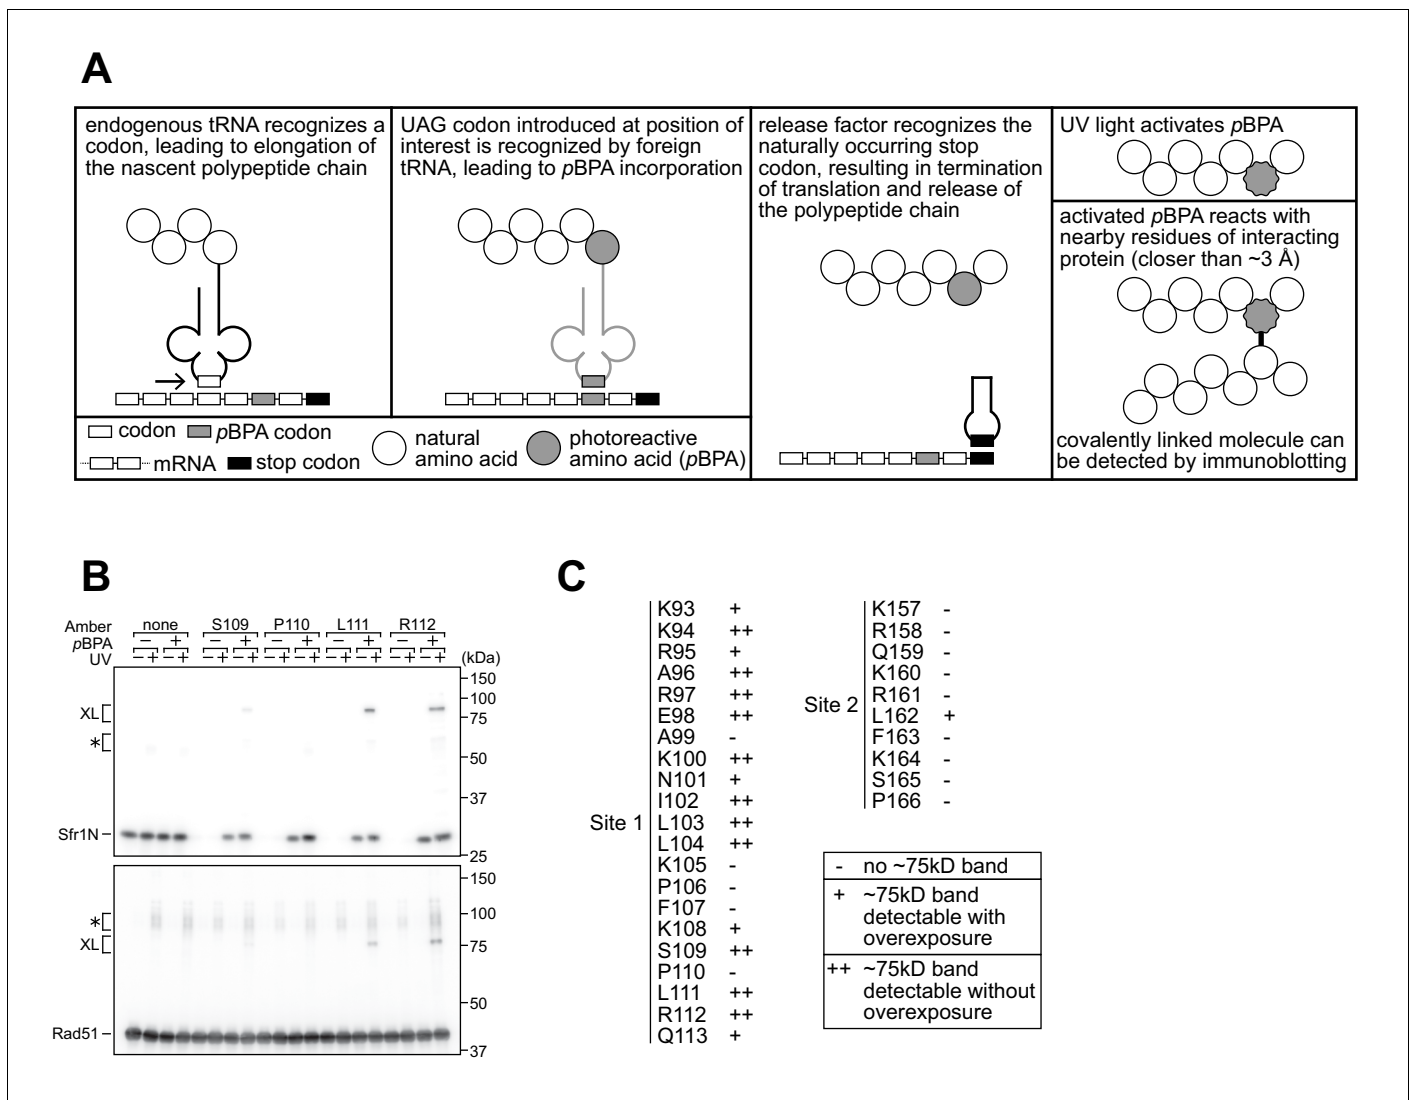 A
endogenous tRNA recognizes a
codon, leading to elongation of
the nascent polypeptide chain
UAG codon introduced at position of
interest is recognized by foreign
tRNA, leading to pBPA incorporation
release factor recognizes the
naturally occurring stop
codon, resulting in termination
of translation and release of
the polypeptide chain
UV light activates pBPA
activated pBPA reacts with
nearby residues of interacting
protein (closer than ~3 Å)
covalently linked molecule can
be detected by immunoblotting
codon
pBPA codon
mRNA
stop codon
natural
amino acid
photoreactive
amino acid (pBPA)
B
Amber none S109 P110 L111 R112
pBPA − + − + − + − + − +
UV − + − + − + − + − + − + − + − + − + − +
(kDa)
XL
*
Sfr1N
150
100
75
50
37
25
*
XL
Rad51
150
100
75
50
37
C
Site 1
K93 +
K94 ++
R95 +
A96 ++
R97 ++
E98 ++
A99 -
K100 ++
N101 +
I102 ++
L103 ++
L104 ++
K105 -
P106 -
F107 -
K108 +
S109 ++
P110 -
L111 ++
R112 ++
Q113 +
Site 2
K157 -
R158 -
Q159 -
K160 -
R161 -
L162 +
F163 -
K164 -
S165 -
P166 -
- no ~75kD band
+ ~75kD band
detectable with
overexposure
++ ~75kD band
detectable without
overexposure